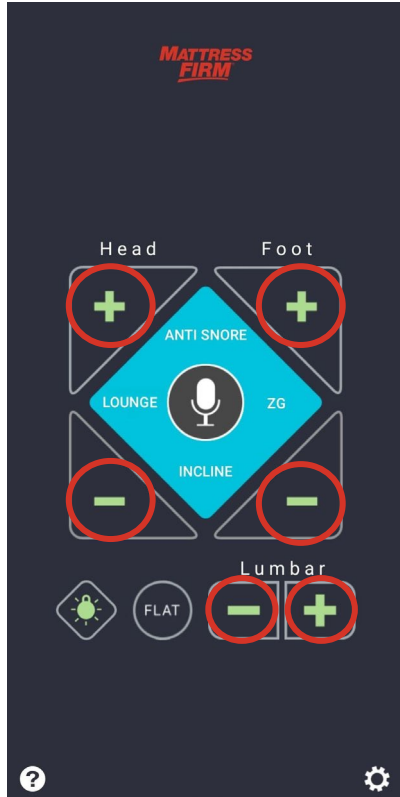 MATTRESS
FIRM
Head
Foot
ANTI SNORE
LOUNGE
ZG
INCLINE
Lumbar
FLAT
?